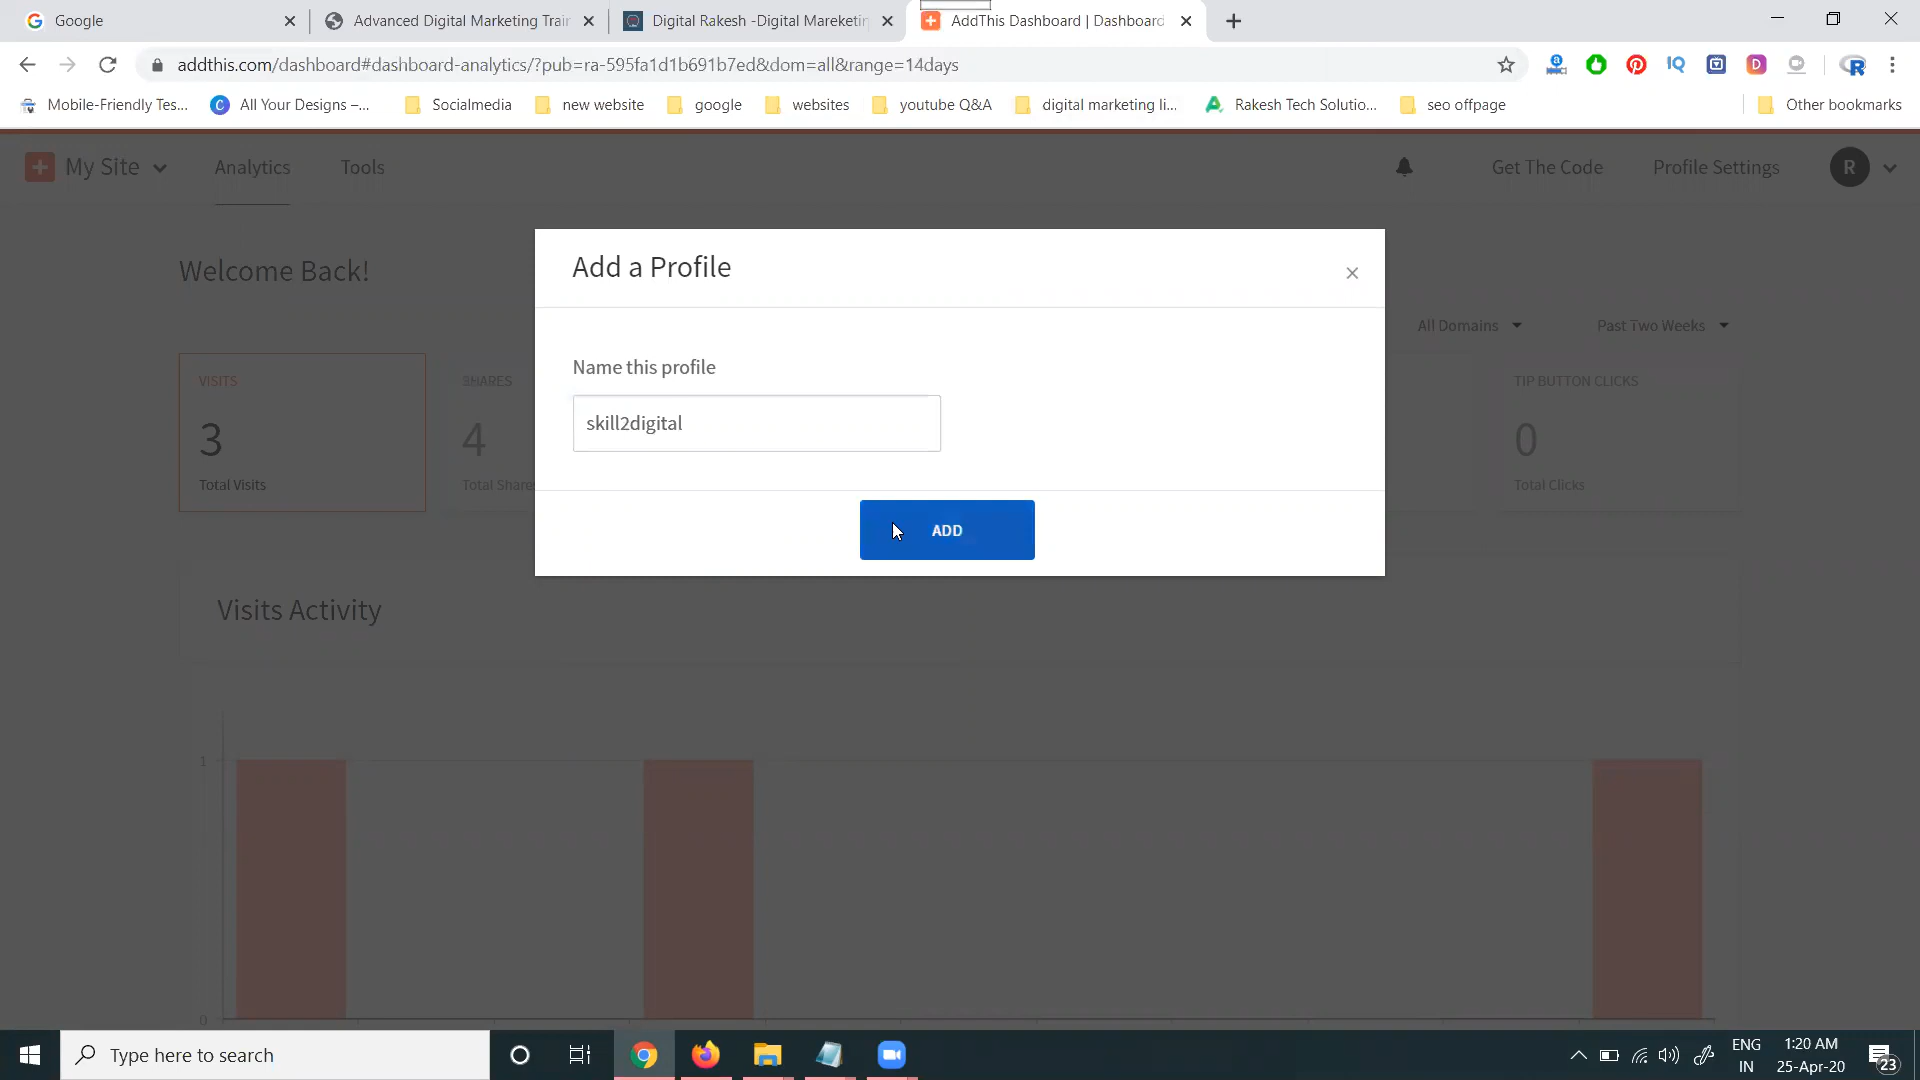 Google
Advanced Digital Marketing Trair
Digital Rakesh -Digital Mareketin
AddThis Dashboard | Dashboard
addthis.com/dashboard#dashboard-analytics/?pub=ra-595fa1d1b691b7ed&dom=all&range=14days
Mobile-Friendly Tes...
All Your Designs –...
Socialmedia
new website
google
websites
youtube Q&A
digital marketing li...
Rakesh Tech Solutio...
seo offpage
Other bookmarks
My Site
Analytics
Tools
Get The Code
Profile Settings
R
Welcome Back!
Add a Profile
All Domains
Past Two Weeks
Name this profile
skill2digital
VISITS
3
Total Visits
SHARES
4
Total Share
TIP BUTTON CLICKS
0
Total Clicks
ADD
Visits Activity
1
0
Type here to search
ENG
IN
1:20 AM
25-Apr-20
23